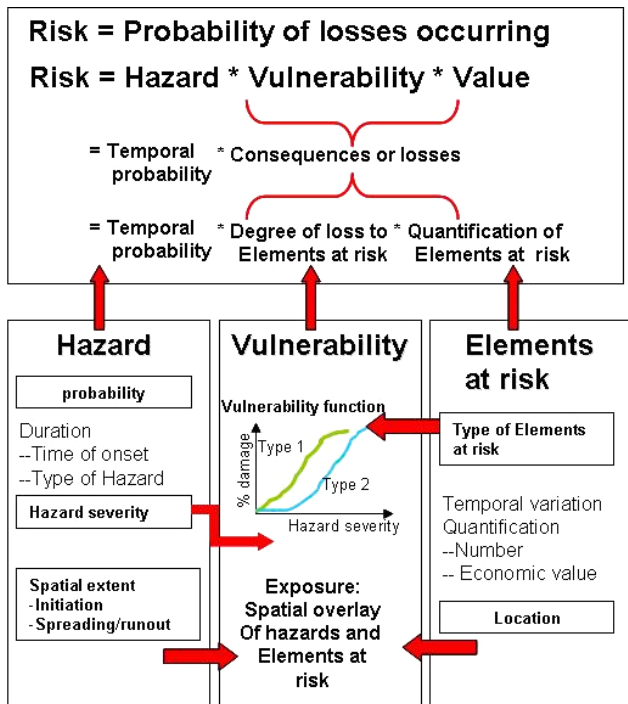 Risk = Probability of losses occurring
Risk = Hazard * Vulnerability * Value
= Temporal * Consequences or losses
probability
= Temporal * Degree of loss to * Quantification of
probability Elements at risk Elements at risk
Hazard
probability
Duration
--Time of onset
--Type of Hazard
Hazard severity
Spatial extent
-Initiation
-Spreading/runout
Vulnerability
Vulnerability function
Type 1
Type 2
% damage
Hazard severity
Exposure:
Spatial overlay
Of hazards and
Elements at
risk
Elements
at risk
Type of Elements
at risk
Temporal variation
Quantification
--Number
-- Economic value
Location